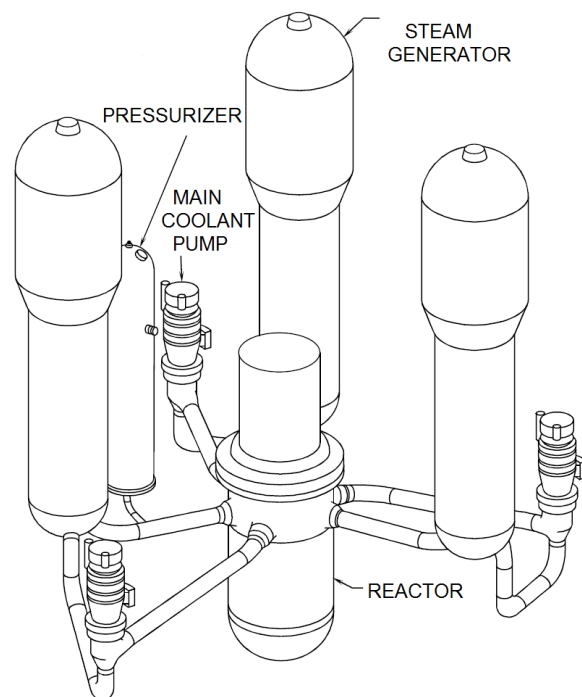 STEAM
GENERATOR
PRESSURIZER
MAIN
COOLANT
PUMP
REACTOR